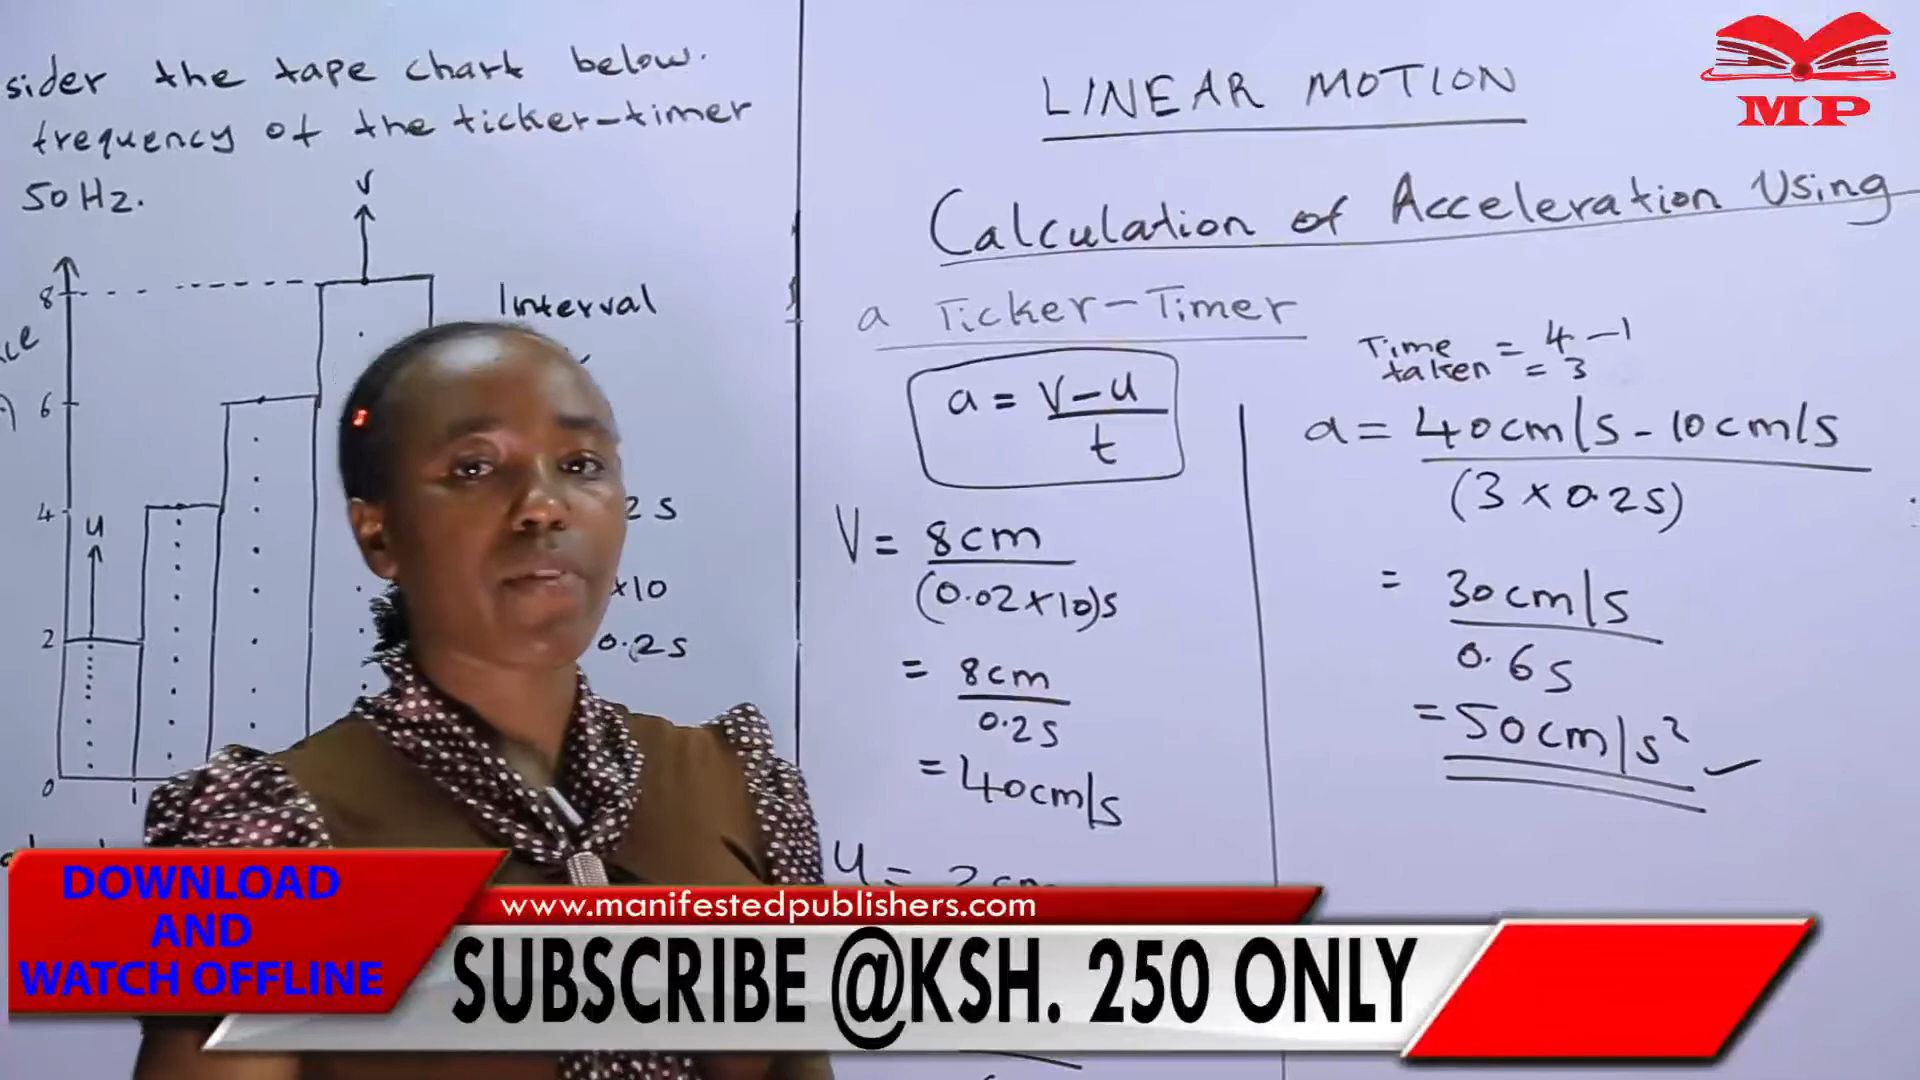 sider the tape chart below.
frequency of the ticker-timer
50Hz.
V
8
6
4
2
0
1
u
Interval
2 s
x10
0.2s
LINEAR MOTION
Calculation of Acceleration Using
a Ticker-Timer
a = V-u
t
V = 8cm
(0.02x10)s
= 8cm
0.2s
= 40cm/s
u = 2cm
Time taken = 4-1
= 3
a = 40cm/s - 10cm/s
(3 x 0.2s)
= 30cm/s
0.6s
= 50cm/s²
MP
DOWNLOAD
AND
WATCH OFFLINE
www.manifestedpublishers.com
SUBSCRIBE @KSH. 250 ONLY